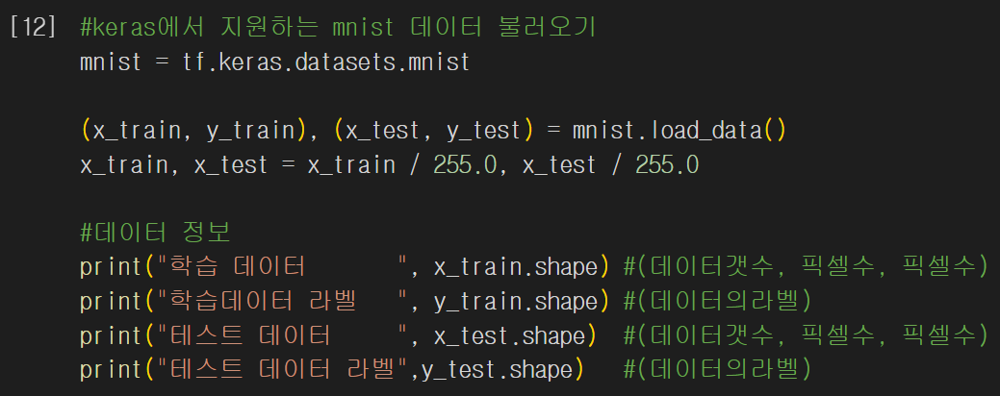 [12] #keras에서 지원하는 mnist 데이터 불러오기
mnist = tf.keras.datasets.mnist
(x_train, y_train), (x_test, y_test) = mnist.load_data()
x_train, x_test = x_train / 255.0, x_test / 255.0
#데이터 정보
print("학습 데이터       ", x_train.shape) #(데이터갯수, 픽셀수, 픽셀수)
print("학습데이터 라벨   ", y_train.shape) #(데이터의라벨)
print("테스트 데이터     ", x_test.shape)  #(데이터갯수, 픽셀수, 픽셀수)
print("테스트 데이터 라벨",y_test.shape)   #(데이터의라벨)